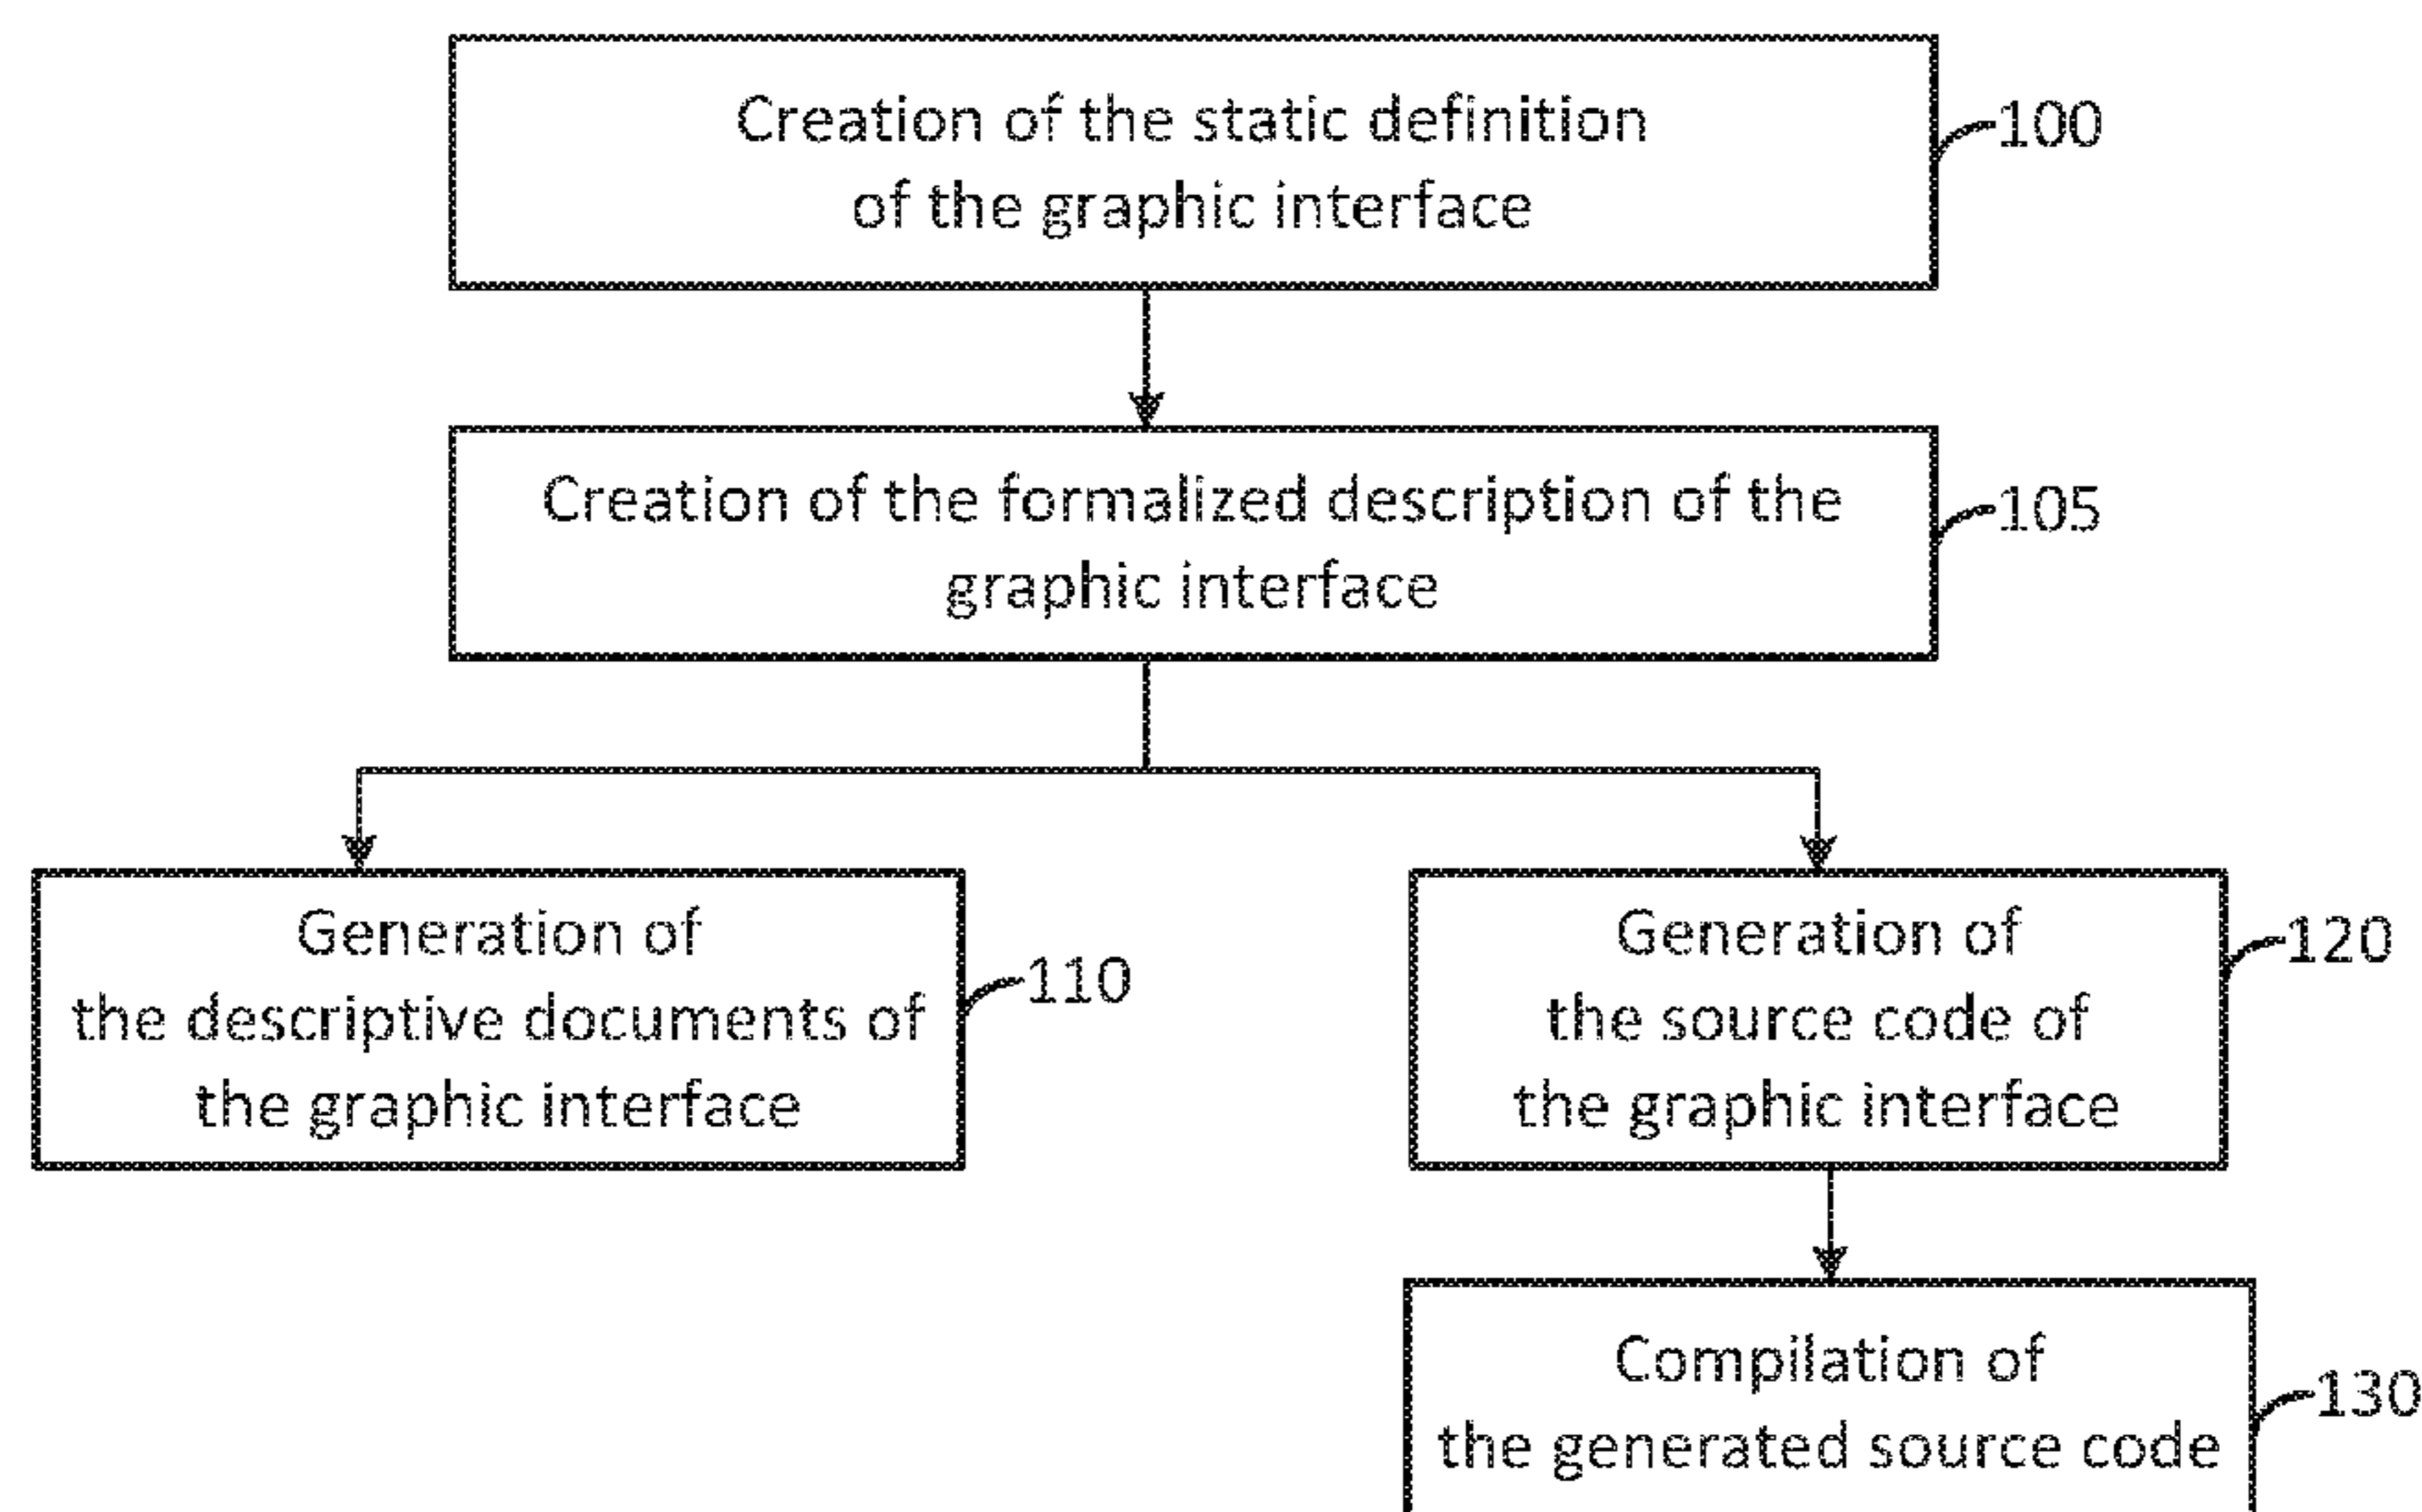 Creation of the static definition
of the graphic interface
100
Creation of the formalized description of the
graphic interface
105
Generation of
the descriptive documents of
the graphic interface
110
Generation of
the source code of
the graphic interface
120
Compilation of
the generated source code
130